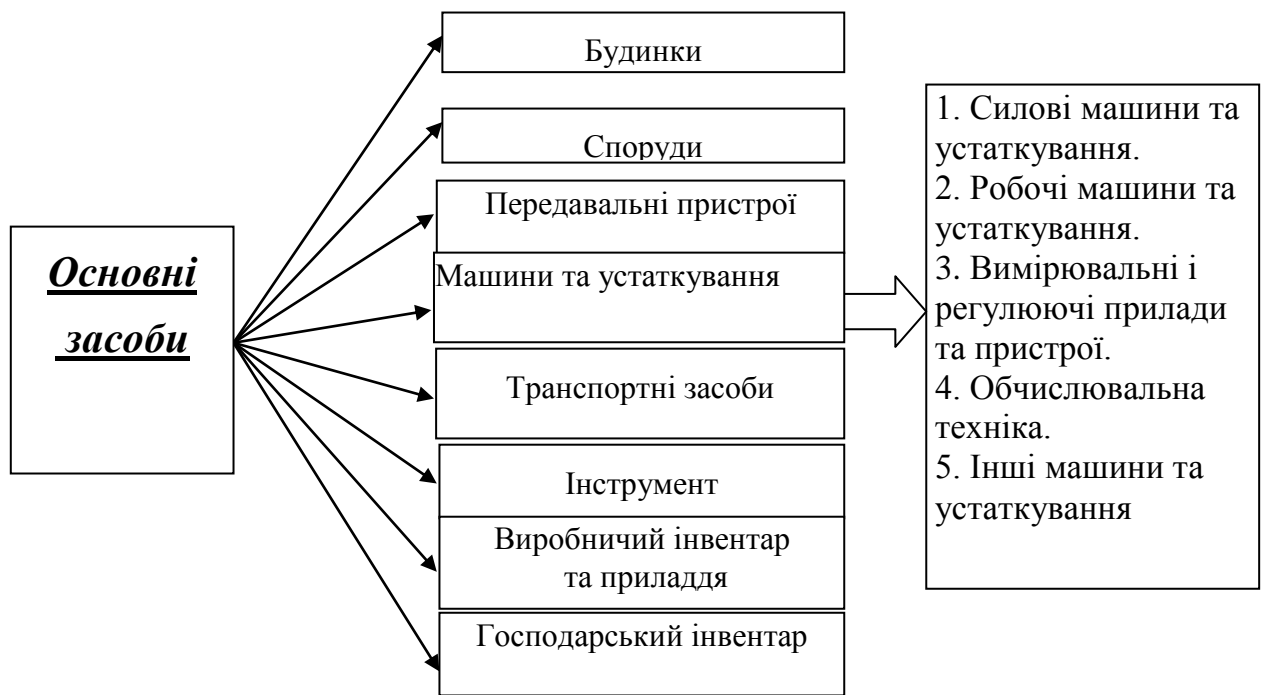 Основні
засоби
Будинки
Споруди
Передавальні пристрої
Машини та устаткування
Транспортні засоби
Інструмент
Виробничий інвентар
та приладдя
Господарський інвентар
1. Силові машини та
устаткування.
2. Робочі машини та
устаткування.
3. Вимірювальні і
регулюючі прилади
та пристрої.
4. Обчислювальна
техніка.
5. Інші машини та
устаткування